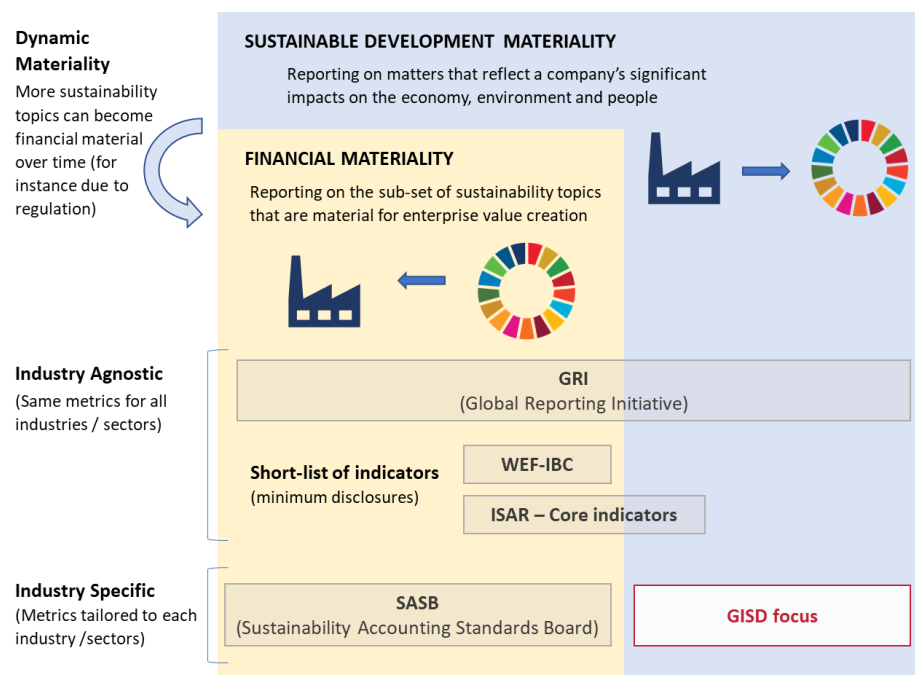 Dynamic
Materiality
More sustainability
topics can become
financial material
over time (for
instance due to
regulation)
SUSTAINABLE DEVELOPMENT MATERIALITY
Reporting on matters that reflect a company's significant
impacts on the economy, environment and people
FINANCIAL MATERIALITY
Reporting on the sub-set of sustainability topics
that are material for enterprise value creation
Industry Agnostic
(Same metrics for all
industries / sectors)
GRI
(Global Reporting Initiative)
Short-list of indicators
(minimum disclosures)
WEF-IBC
ISAR – Core indicators
Industry Specific
(Metrics tailored to each
industry /sectors)
SASB
(Sustainability Accounting Standards Board)
GISD focus